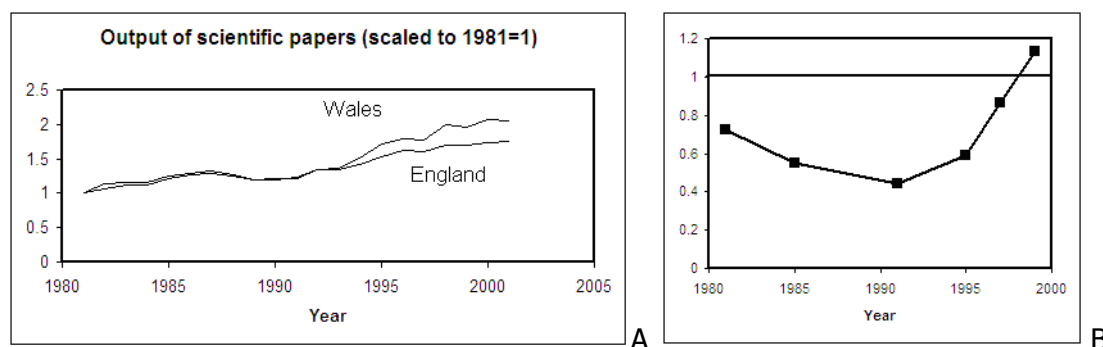 Output of scientific papers (scaled to 1981=1)
2.5
2
1.5
1
0.5
0
Wales
England
1980 1985 1990 1995 2000 2005
Year
A
1.2
1
0.8
0.6
0.4
0.2
0
1980 1985 1990 1995 2000
Year
B